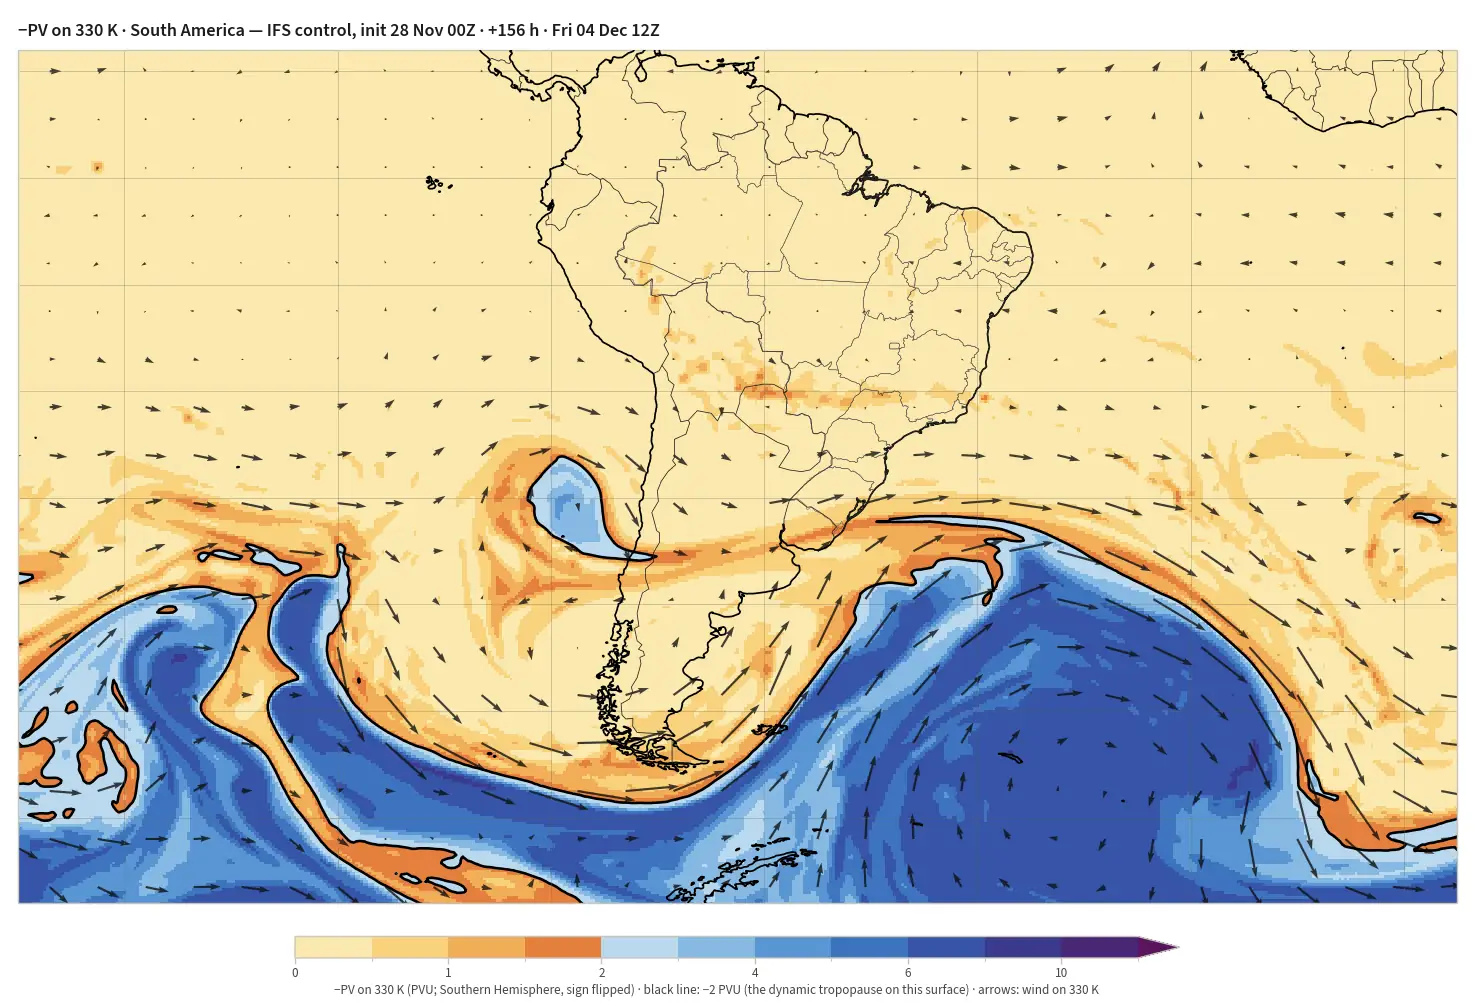 −PV on 330 K · South America — IFS control, init 28 Nov 00Z · +156 h · Fri 04 Dec 12Z
0 1 2 4 6 10
−PV on 330 K (PVU; Southern Hemisphere, sign flipped) · black line: −2 PVU (the dynamic tropopause on this surface) · arrows: wind on 330 K